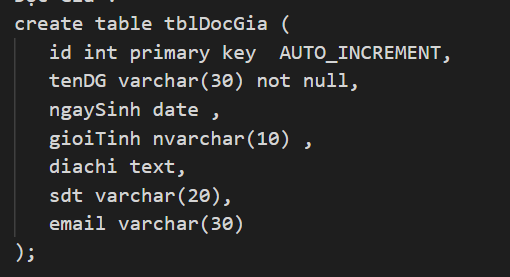 create table tblDocGia (
id int primary key  AUTO_INCREMENT,
tenDG varchar(30) not null,
ngaySinh date ,
gioiTinh nvarchar(10) ,
diachi text,
sdt varchar(20),
email varchar(30)
);